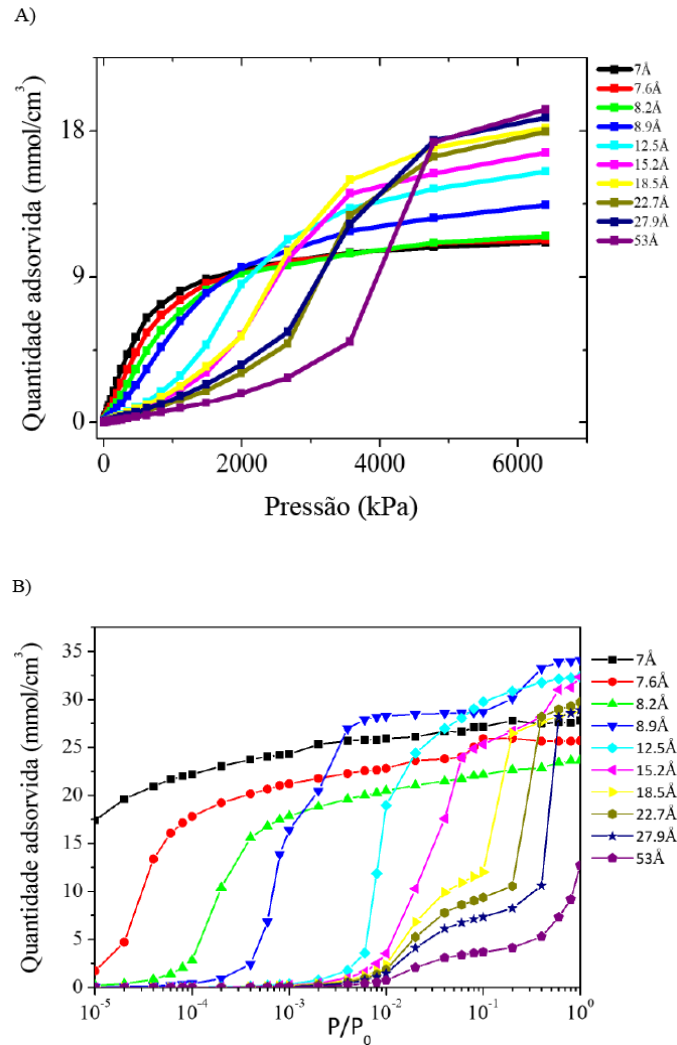 A)
Quantidade adsorvida (mmol/cm³)
18
9
0
0
2000
4000
6000
Pressão (kPa)
7Å
7.6Å
8.2Å
8.9Å
12.5Å
15.2Å
18.5Å
22.7Å
27.9Å
53Å
B)
Quantidade adsorvida (mmol/cm³)
35
30
25
20
15
10
5
0
10⁻⁵
10⁻⁴
10⁻³
10⁻²
10⁻¹
10⁰
P/P₀
7Å
7.6Å
8.2Å
8.9Å
12.5Å
15.2Å
18.5Å
22.7Å
27.9Å
53Å